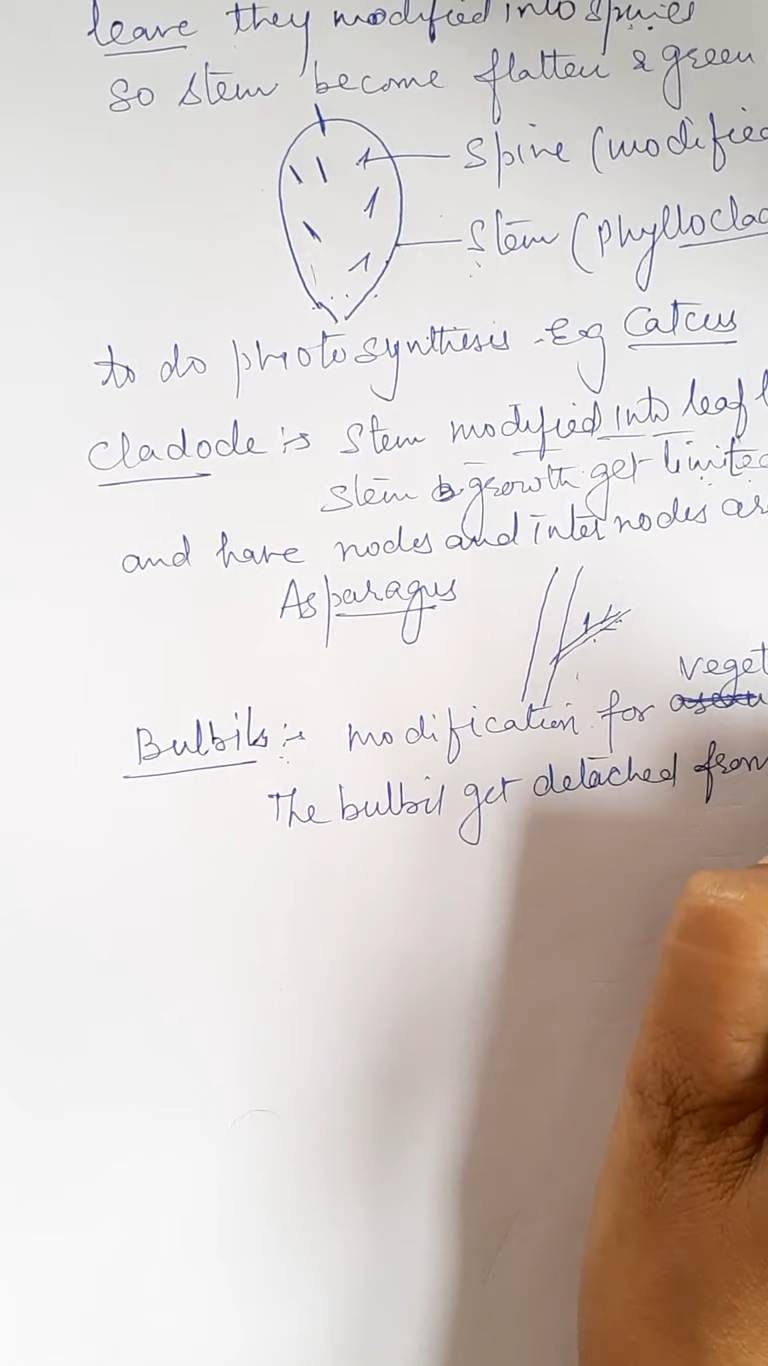 leave they modified into spines
so stem become flatten & green
Spine (modified
Stem (phylloclad
to do photosynthesis . Eg Catcus
Cladode is stem modified into leaf l
stem growth get limited
and have nodes and internodes as
Asparagus
veget
Bulbils :- modification for
The bulbil get detached from